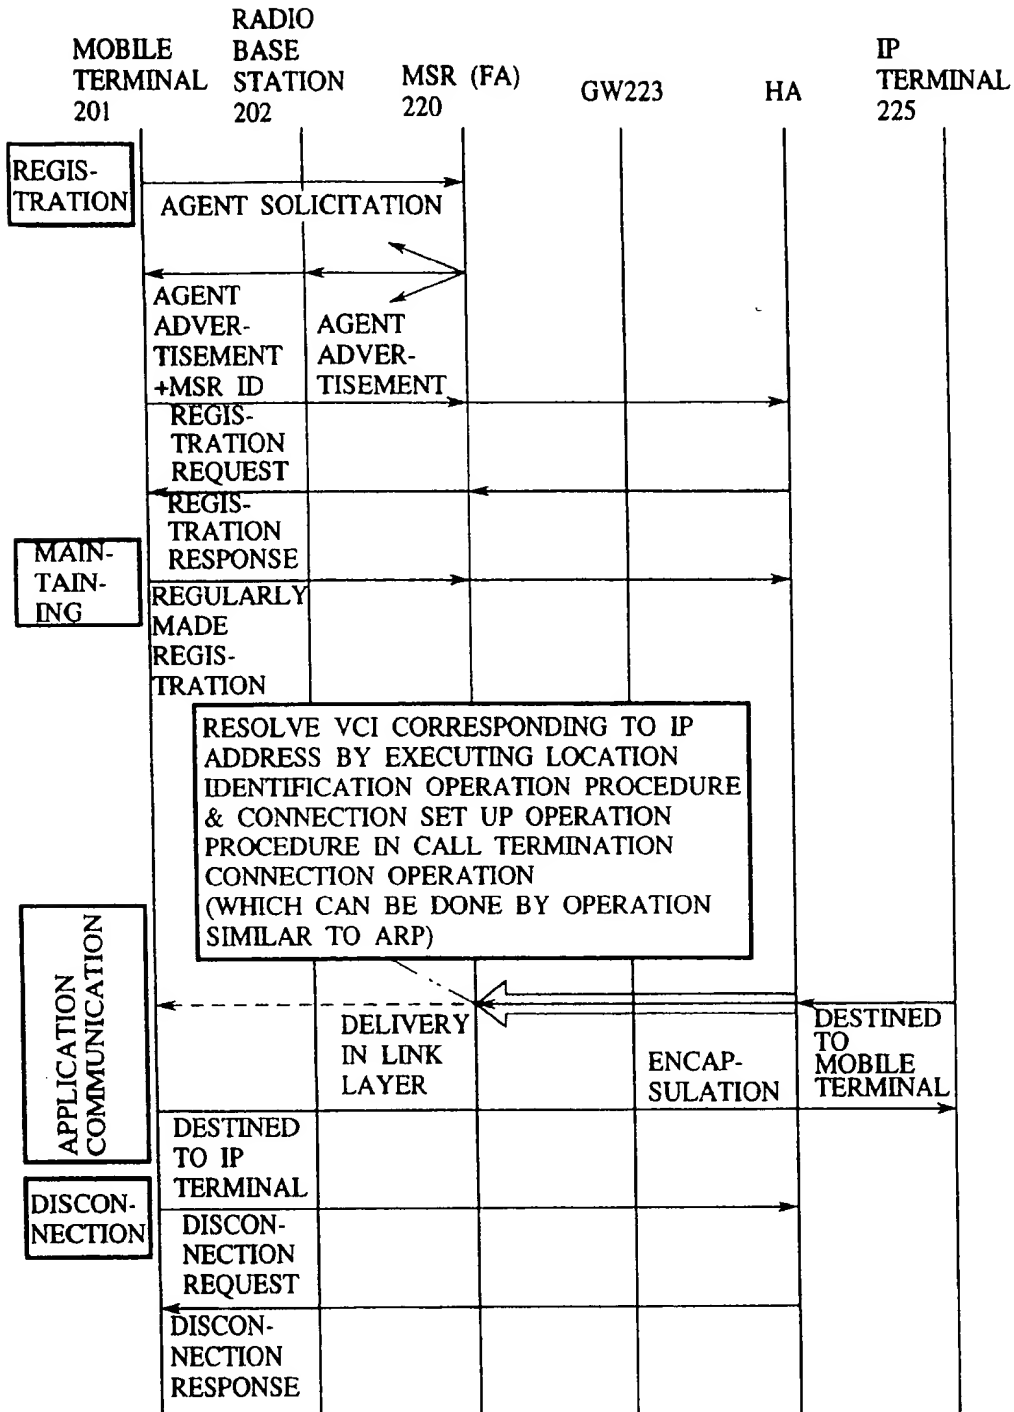 MOBILE
TERMINAL
201
RADIO
BASE
STATION
202
MSR (FA)
220
GW223
HA
IP
TERMINAL
225
REGIS-
TRATION
AGENT SOLICITATION
AGENT
ADVER-
TISEMENT
+MSR ID
AGENT
ADVER-
TISEMENT
REGIS-
TRATION
REQUEST
REGIS-
TRATION
RESPONSE
MAIN-
TAIN-
ING
REGULARLY
MADE
REGIS-
TRATION
RESOLVE VCI CORRESPONDING TO IP
ADDRESS BY EXECUTING LOCATION
IDENTIFICATION OPERATION PROCEDURE
& CONNECTION SET UP OPERATION
PROCEDURE IN CALL TERMINATION
CONNECTION OPERATION
(WHICH CAN BE DONE BY OPERATION
SIMILAR TO ARP)
APPLICATION
COMMUNICATION
DELIVERY
IN LINK
LAYER
ENCAP-
SULATION
DESTINED
TO
MOBILE
TERMINAL
DESTINED
TO IP
TERMINAL
DISCON-
NECTION
DISCON-
NECTION
REQUEST
DISCON-
NECTION
RESPONSE